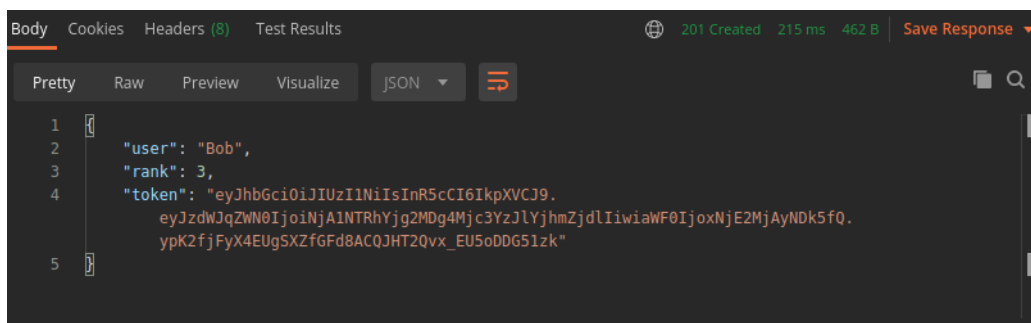 Body Cookies Headers (8) Test Results 201 Created 215 ms 462 B Save Response
Pretty Raw Preview Visualize JSON
1 {
2 "user": "Bob",
3 "rank": 3,
4 "token": "eyJhbGciOiJIUzI1NiIsInR5cCI6IkpXVCJ9.
eyJzdWJqZWN0IjoiNjA1NTRhYjg2MDg4Mjc3YzJlYjhmZjdlIiwiaWF0IjoxNjE2MjAyNDk5fQ.
ypK2fjFyX4EUgSXZfGFd8ACQJHT2Qvx_EU5oDDG51zk"
5 }